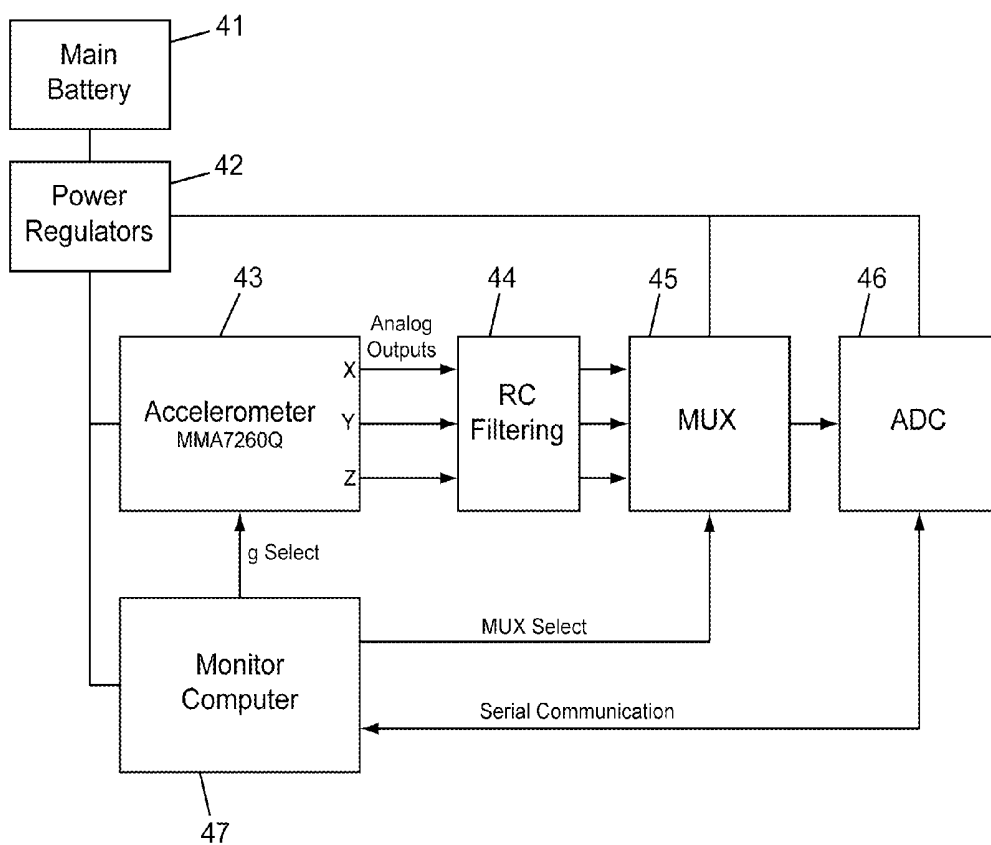 41
Main
Battery
42
Power
Regulators
43
44
45
46
Analog
Outputs
X
Accelerometer
MMA7260Q
Y
Z
RC
Filtering
MUX
ADC
g Select
MUX Select
Monitor
Computer
Serial Communication
47